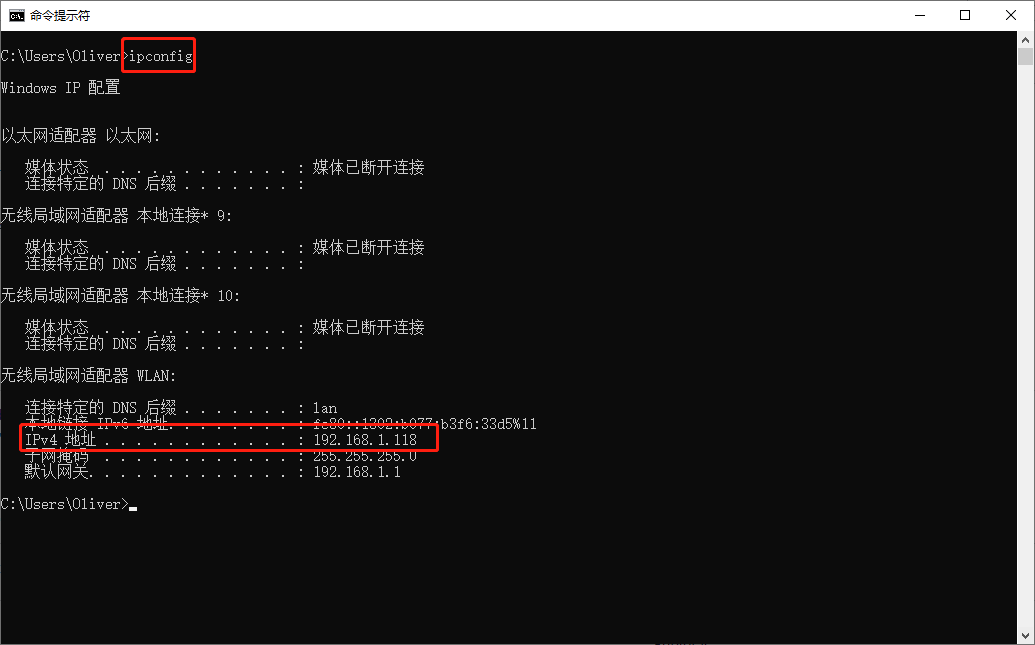 命令提示符
C:\Users\Oliver>ipconfig
Windows IP 配置
以太网适配器 以太网:
媒体状态 . . . . . . . . . . . . : 媒体已断开连接
连接特定的 DNS 后缀 . . . . . . . :
无线局域网适配器 本地连接* 9:
媒体状态 . . . . . . . . . . . . : 媒体已断开连接
连接特定的 DNS 后缀 . . . . . . . :
无线局域网适配器 本地连接* 10:
媒体状态 . . . . . . . . . . . . : 媒体已断开连接
连接特定的 DNS 后缀 . . . . . . . :
无线局域网适配器 WLAN:
连接特定的 DNS 后缀 . . . . . . . : lan
本地链接 IPv6 地址. . . . . . . . : fe80::1302:b077:b3f6:33d5%11
IPv4 地址 . . . . . . . . . . . . : 192.168.1.118
子网掩码 . . . . . . . . . . . . : 255.255.255.0
默认网关. . . . . . . . . . . . . : 192.168.1.1
C:\Users\Oliver>